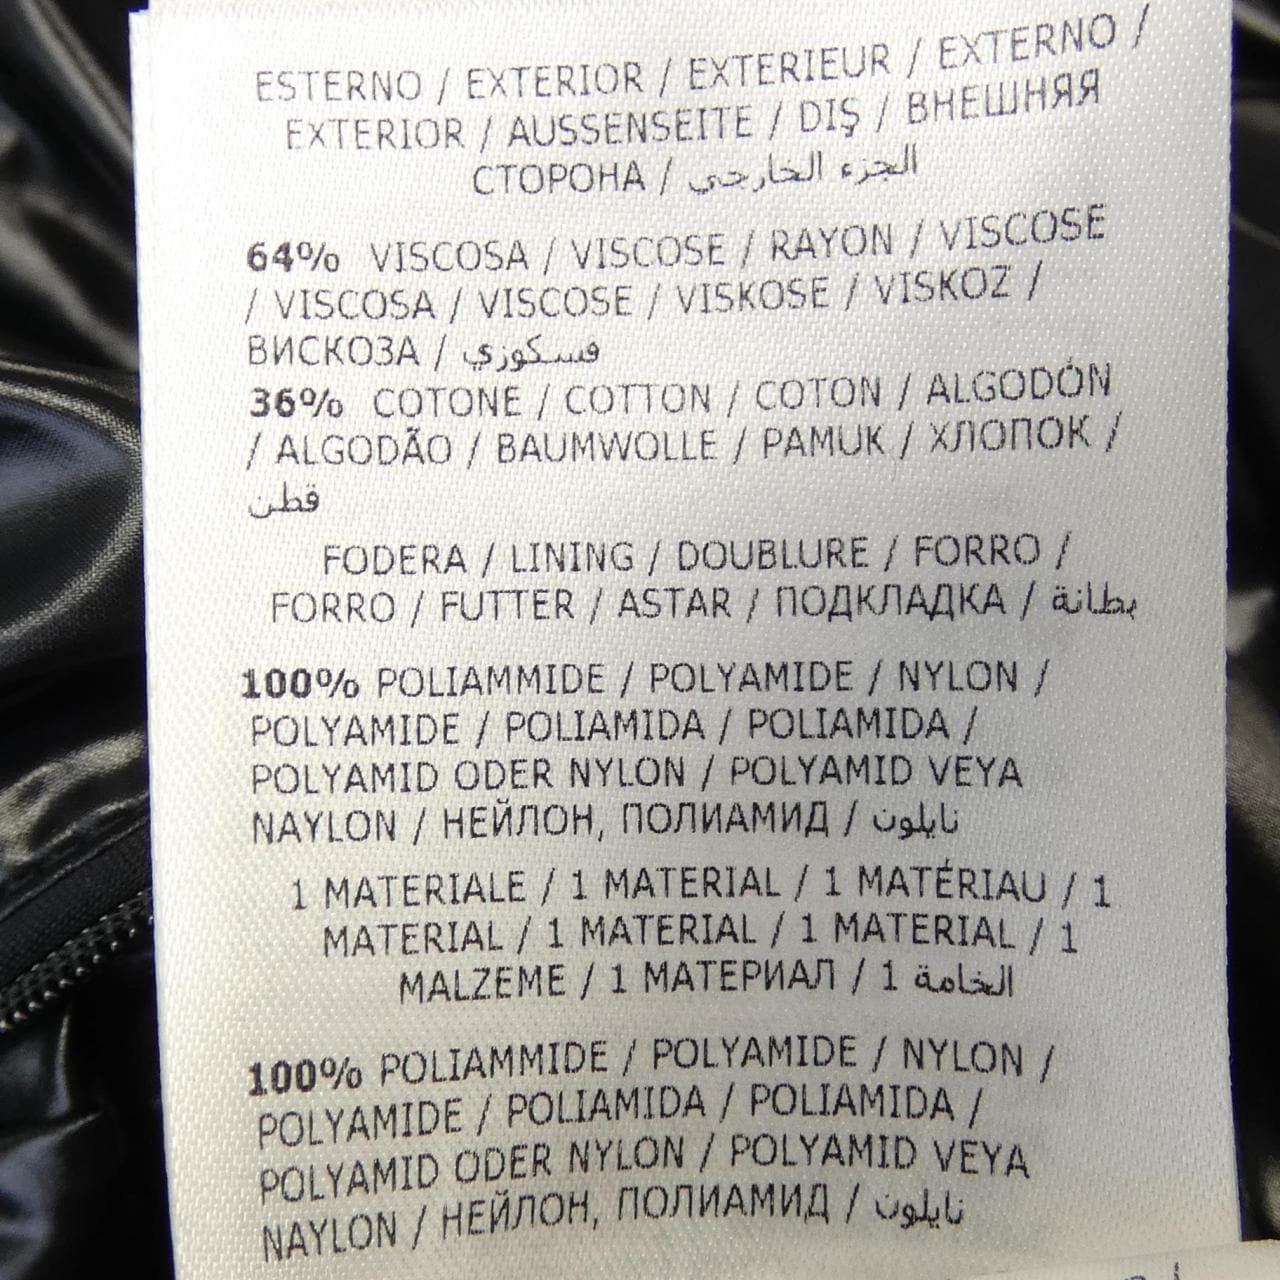 ESTERNO / EXTERIOR / EXTERIEUR / EXTERNO /
EXTERIOR / AUSSENSEITE / DIŞ / ВНЕШНЯЯ
СТОРОНА / الجزء الخارجي
64% VISCOSA / VISCOSE / RAYON / VISCOSE
/ VISCOSA / VISCOSE / VISKOSE / VISKOZ /
ВИСКОЗА / فسكوزي
36% COTONE / COTTON / COTON / ALGODÓN
/ ALGODÃO / BAUMWOLLE / PAMUK / ХЛОПОК /
قطن
FODERA / LINING / DOUBLURE / FORRO /
FORRO / FUTTER / ASTAR / ПОДКЛАДКА / بطانة
100% POLIAMMIDE / POLYAMIDE / NYLON /
POLYAMIDE / POLIAMIDA / POLIAMIDA /
POLYAMID ODER NYLON / POLYAMID VEYA
NAYLON / НЕЙЛОН, ПОЛИАМИД / نايلون
1 MATERIALE / 1 MATERIAL / 1 MATÉRIAU / 1
MATERIAL / 1 MATERIAL / 1 MATERIAL / 1
MALZEME / 1 МАТЕРИАЛ / 1 الخامة
100% POLIAMMIDE / POLYAMIDE / NYLON /
POLYAMIDE / POLIAMIDA / POLIAMIDA /
POLYAMID ODER NYLON / POLYAMID VEYA
NAYLON / НЕЙЛОН, ПОЛИАМИД / نايلون